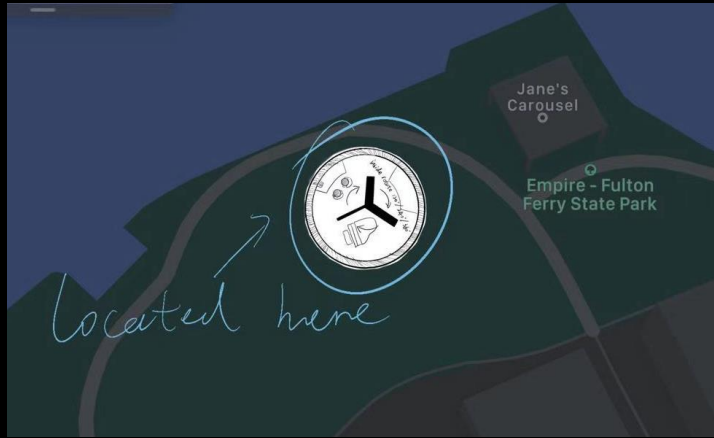 Jane's
Carousel
Empire - Fulton
Ferry State Park
Located here